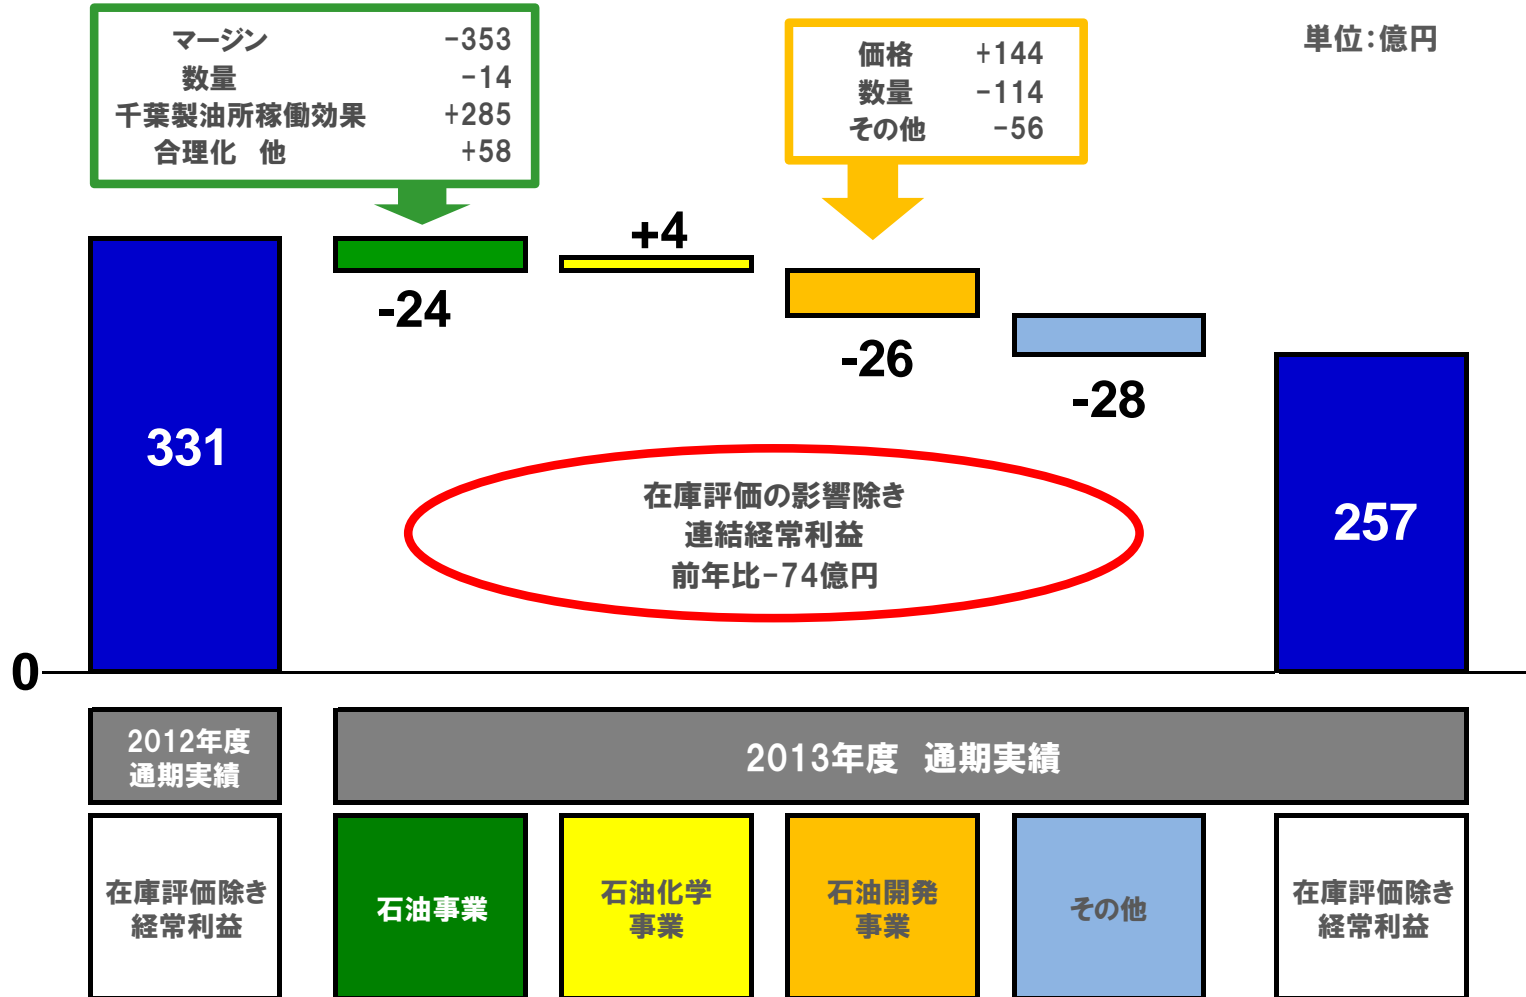 マージン -353
数量 -14
千葉製油所稼働効果 +285
合理化 他 +58
価格 +144
数量 -114
その他 -56
単位:億円
+4
-24
-26
-28
331
257
在庫評価の影響除き
連結経常利益
前年比-74億円
0
2012年度
通期実績
2013年度 通期実績
在庫評価除き
経常利益
石油事業
石油化学
事業
石油開発
事業
その他
在庫評価除き
経常利益